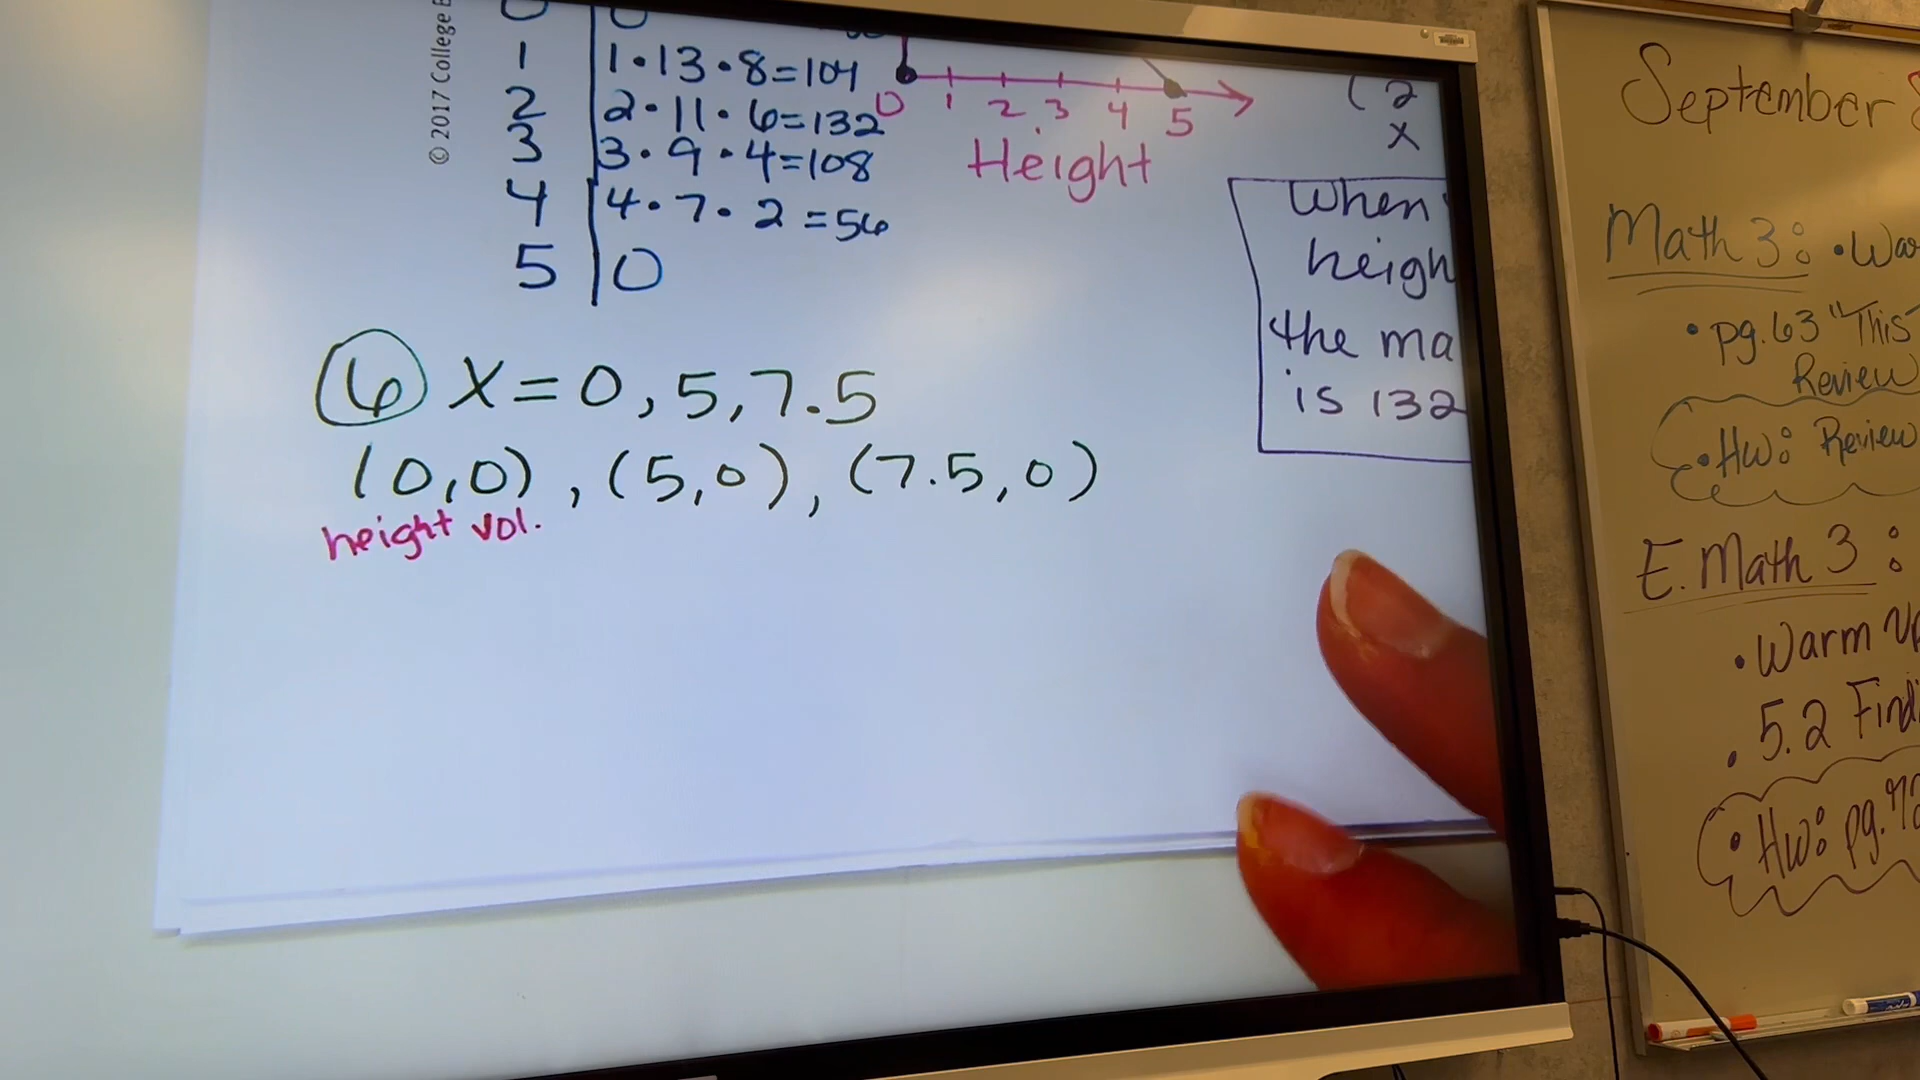 © 2017 College
0 0
1 1·13·8=104
2 2·11·6=132
3 3·9·4=108
4 4·7·2=56
5 0
0 1 2 3 4 5
Height
(2
x
When
heigh
the ma
is 132
6 X=0,5,7.5
(0,0), (5,0), (7.5,0)
height vol.
September
Math 3:
•pg.63 "This
Review
•Hw: Review
E. Math 3:
•Warm
•5.2
•Hw: pg.